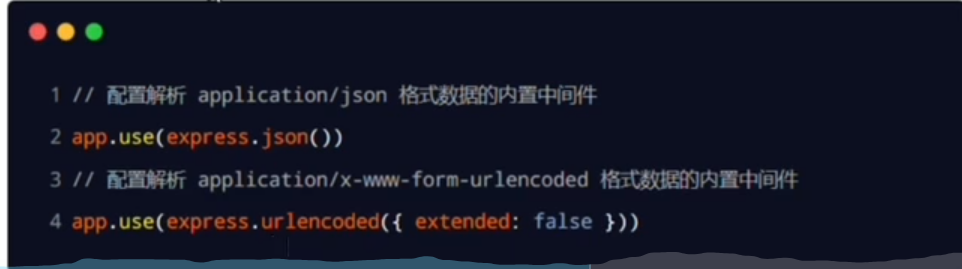 1 // 配置解析 application/json 格式数据的内置中间件
2 app.use(express.json())
3 // 配置解析 application/x-www-form-urlencoded 格式数据的内置中间件
4 app.use(express.urlencoded({ extended: false }))